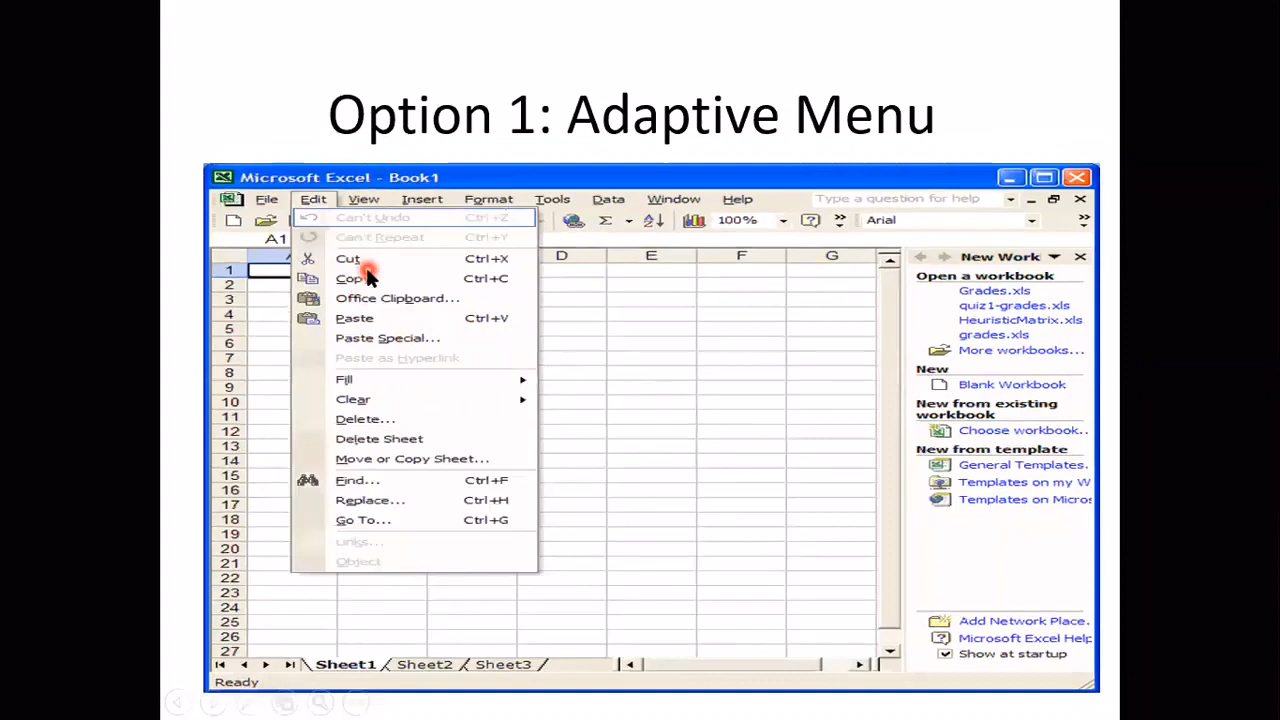 Option 1: Adaptive Menu
Microsoft Excel - Book1
File Edit View Insert Format Tools Data Window Help Type a question for help
100% Arial
A1
Can't Undo Ctrl+Z
Can't Repeat Ctrl+Y
Cut Ctrl+X
Copy Ctrl+C
Office Clipboard...
Paste Ctrl+V
Paste Special...
Paste as Hyperlink
Fill
Clear
Delete...
Delete Sheet
Move or Copy Sheet...
Find... Ctrl+F
Replace... Ctrl+H
Go To... Ctrl+G
Links...
Object
A D E F G
1
2
3
4
5
6
7
8
9
10
11
12
13
14
15
16
17
18
19
20
21
22
23
24
25
26
27
New Work
Open a workbook
Grades.xls
quiz1-grades.xls
HeuristicMatrix.xls
grades.xls
More workbooks...
New
Blank Workbook
New from existing
workbook
Choose workbook..
New from template
General Templates.
Templates on my W
Templates on Micros
Add Network Place.
Microsoft Excel Help
Show at startup
Sheet1 Sheet2 Sheet3
Ready